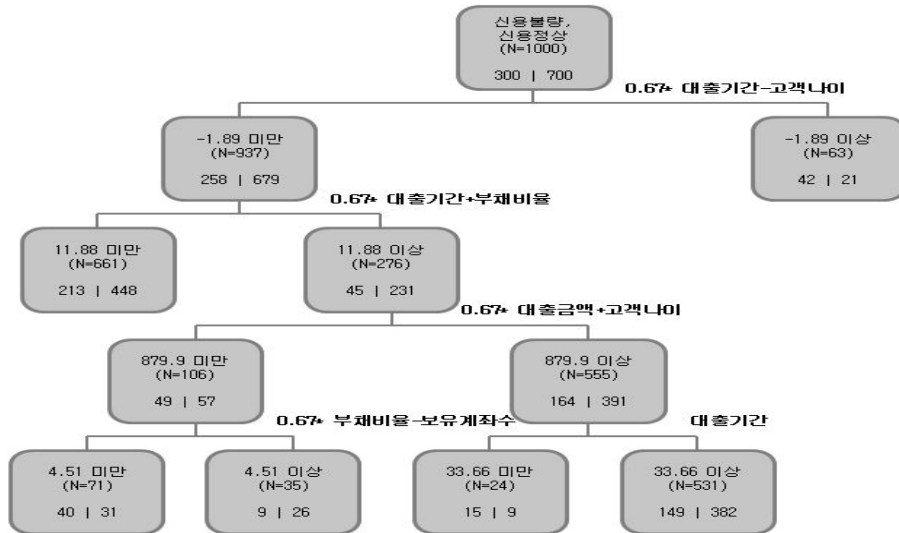 신용불량,
신용정상
(N=1000)
300 | 700
0.67* 대출기간-고객나이
-1.89 미만
(N=937)
258 | 679
-1.89 이상
(N=63)
42 | 21
0.67* 대출기간+부채비율
11.88 미만
(N=661)
213 | 448
11.88 이상
(N=276)
45 | 231
0.67* 대출금액+고객나이
879.9 미만
(N=106)
49 | 57
879.9 이상
(N=555)
164 | 391
0.67* 부채비율-보유계좌수
대출기간
4.51 미만
(N=71)
40 | 31
4.51 이상
(N=35)
9 | 26
33.66 미만
(N=24)
15 | 9
33.66 이상
(N=531)
149 | 382